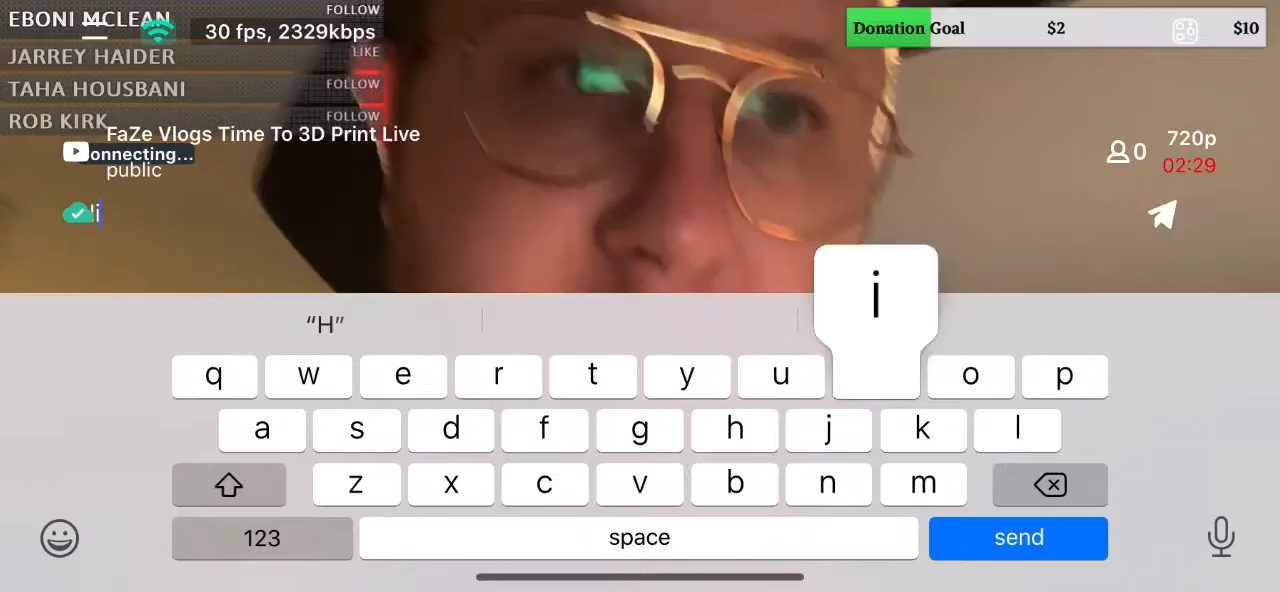 EBONI MCLEAN FOLLOW
30 fps, 2329kbps
Donation Goal $2 $10
JARREY HAIDER LIKE
TAHA HOUSBANI FOLLOW
ROB KIRK FOLLOW
FaZe Vlogs Time To 3D Print Live
onnecting...
public
0 720p
02:29
i
"H"
q w e r t y u i o p
a s d f g h j k l
z x c v b n m
123 space send